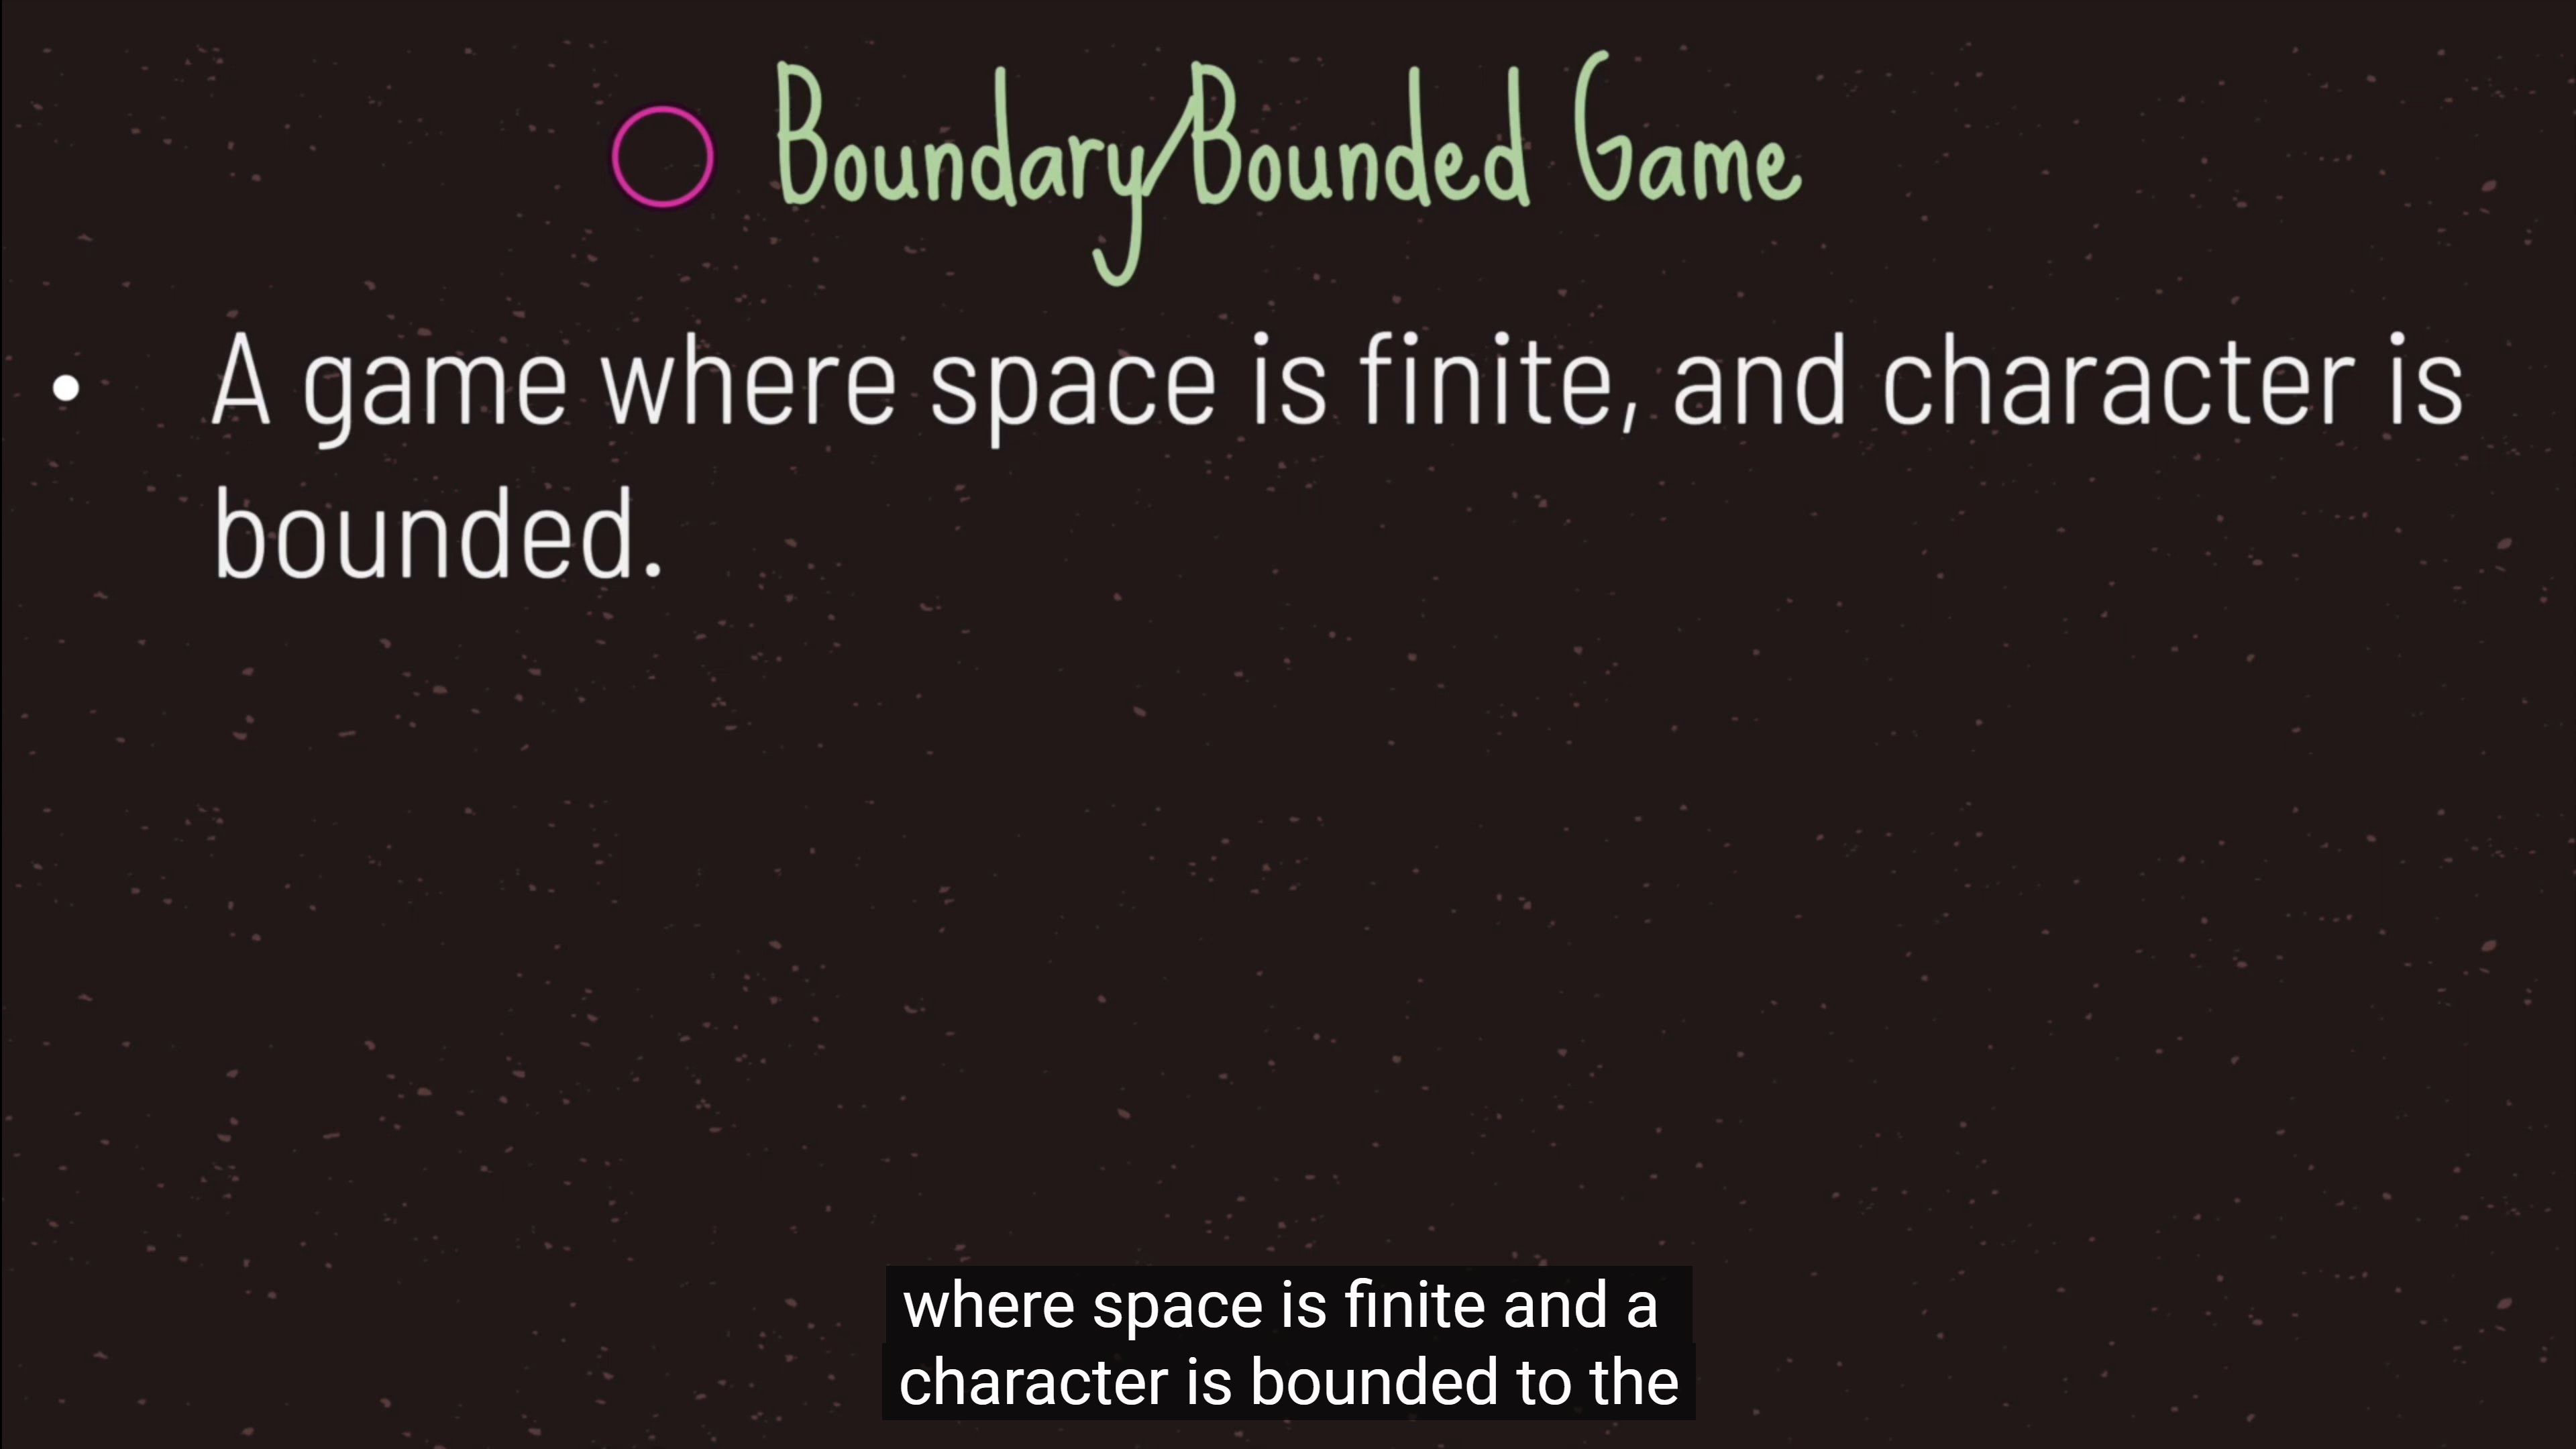 Boundary/Bounded Game
• A game where space is finite, and character is
bounded.
where space is finite and a
character is bounded to the